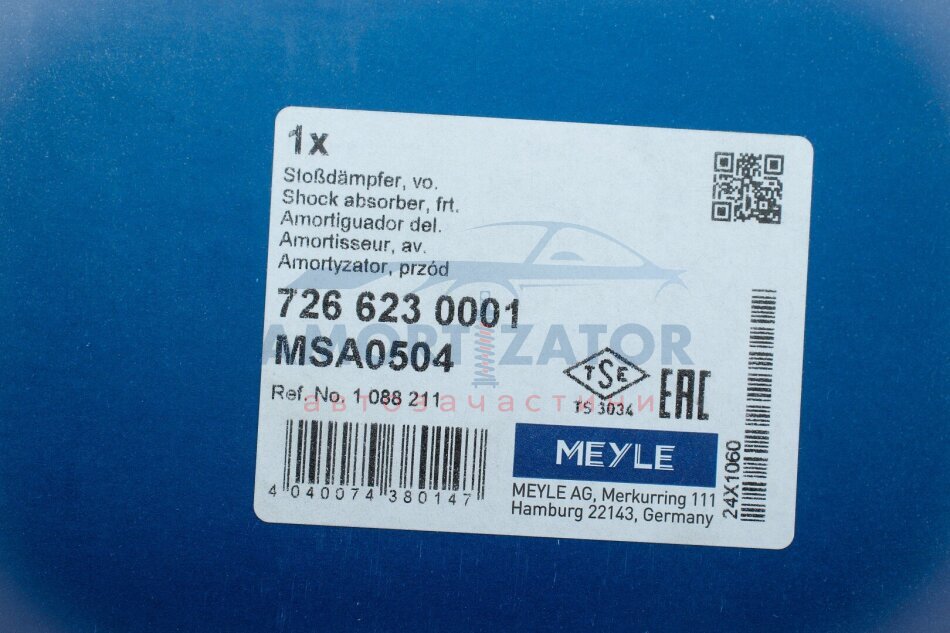 1x
Stoßdämpfer, vo.
Shock absorber, frt.
Amortiguador del.
Amortisseur, av.
Amortyzator, przód
726 623 0001
AMORTIZATOR
MSA0504
Ref. No. 1 088 211
автозачастини
TSE
TS 3034
EAC
4 040074 380147
MEYLE
MEYLE AG, Merkurring 111
Hamburg 22143, Germany
24X1060